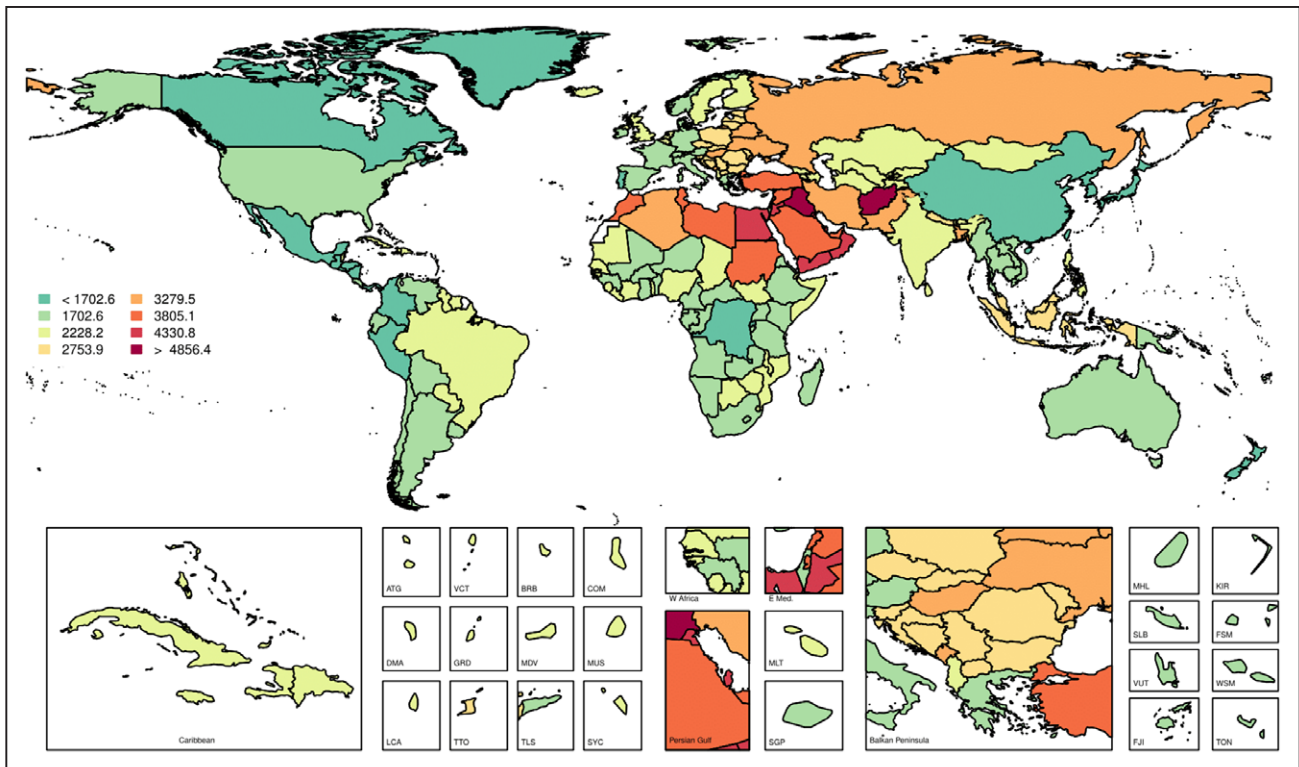 < 1702.6 3279.5
1702.6 3805.1
2228.2 4330.8
2753.9 > 4856.4
Caribbean
ATG VCT BRB COM
DMA GRD MDV MUS
LCA TTO TLS SYC
W Africa E Med.
Persian Gulf
MLT
SGP
Balkan Peninsula
MHL KIR
SLB FSM
VUT WSM
FJI TON